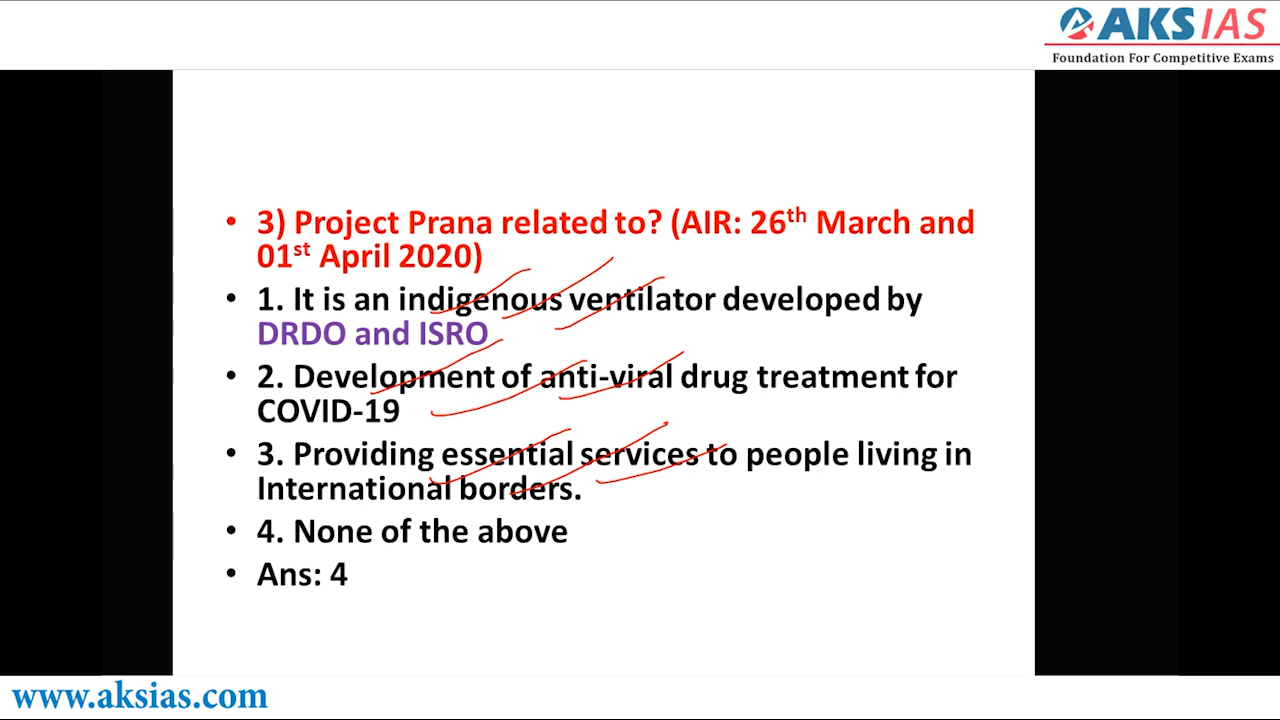 AKS IAS
Foundation For Competitive Exams
• 3) Project Prana related to? (AIR: 26th March and
01st April 2020)
• 1. It is an indigenous ventilator developed by
DRDO and ISRO
• 2. Development of anti-viral drug treatment for
COVID-19
• 3. Providing essential services to people living in
International borders.
• 4. None of the above
• Ans: 4
www.aksias.com